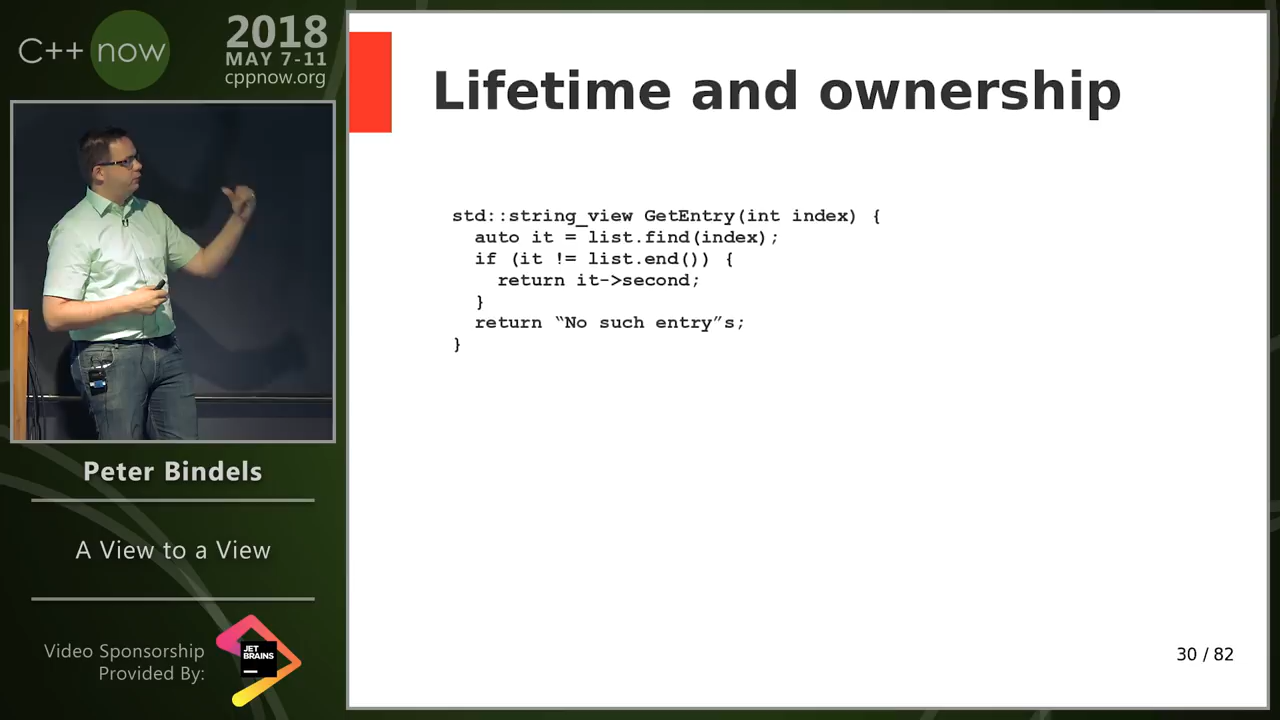 C++ now
2018
MAY 7-11
cppnow.org
Peter Bindels
A View to a View
Video Sponsorship
Provided By:
JET
BRAINS
Lifetime and ownership
std::string_view GetEntry(int index) {
  auto it = list.find(index);
  if (it != list.end()) {
    return it->second;
  }
  return “No such entry”s;
}
30 / 82